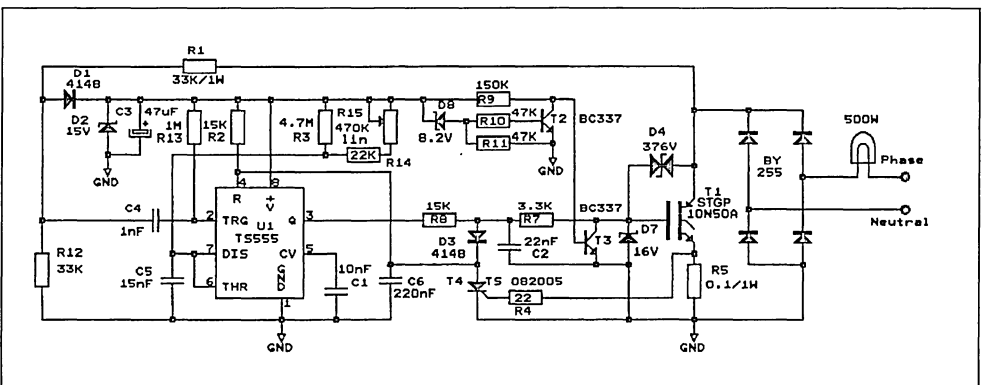 R1
33K/1W
D1
4148
D2
15V
C3
47uF
1M
R13
15K
R2
4.7M
R3
R15
470K
lin
22K
R14
D8
8.2V
150K
R9
47K
R10
47K
R11
T2
BC337
GND
GND
D4
376V
BY
255
500W
Phase
Neutral
T1
STGP
10N50A
C4
1nF
R12
33K
C5
15nF
4
8
R
+V
2
TRG
U1
TS555
Q
3
7
DIS
CV
5
6
THR
GND
1
10nF
C1
C6
220nF
15K
R8
D3
4148
3.3K
R7
22nF
C2
BC337
T3
D7
16V
T4
TS 082005
22
R4
R5
0.1/1W
GND
GND